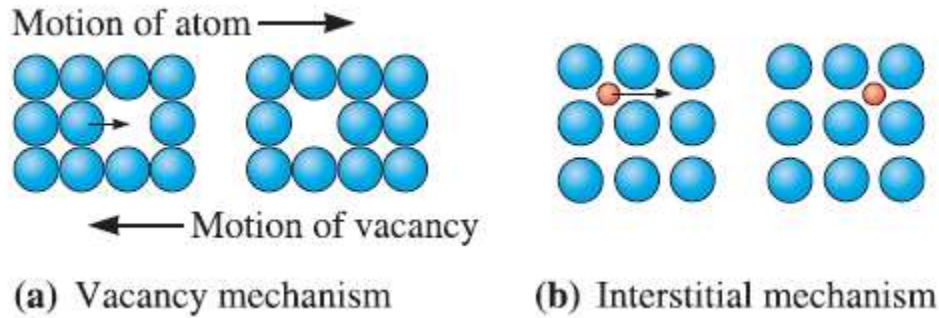 Motion of atom
Motion of vacancy
(a) Vacancy mechanism
(b) Interstitial mechanism